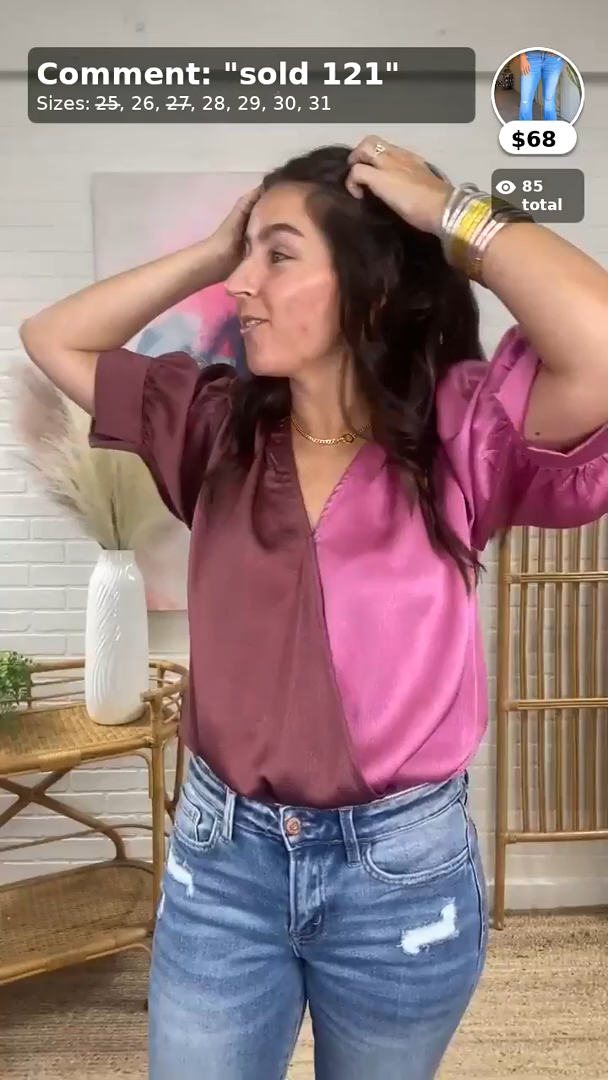 Comment: "sold 121"
Sizes: 25, 26, 27, 28, 29, 30, 31
$68
85
total